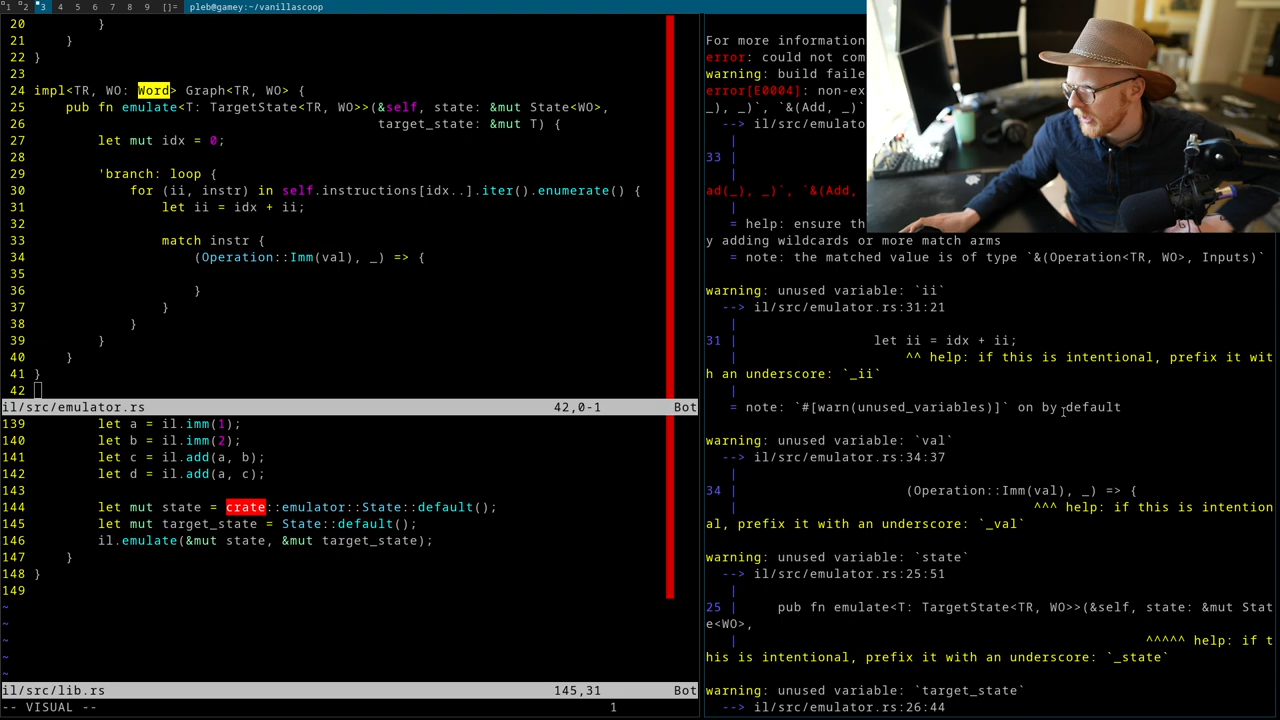 1 2 3 4 5 6 7 8 9 []= pleb@gamey:~/vanillascoop
20         }
21     }
22 }
23
24 impl<TR, WO: Word> Graph<TR, WO> {
25     pub fn emulate<T: TargetState<TR, WO>>(&self, state: &mut State<WO>,
26                                            target_state: &mut T) {
27         let mut idx = 0;
28
29         'branch: loop {
30             for (ii, instr) in self.instructions[idx..].iter().enumerate() {
31                 let ii = idx + ii;
32
33                 match instr {
34                     (Operation::Imm(val), _) => {
35
36                     }
37                 }
38             }
39         }
40     }
41 }
42
il/src/emulator.rs 42,0-1 Bot
139         let a = il.imm(1);
140         let b = il.imm(2);
141         let c = il.add(a, b);
142         let d = il.add(a, c);
143
144         let mut state = crate::emulator::State::default();
145         let mut target_state = State::default();
146         il.emulate(&mut state, &mut target_state);
147     }
148 }
149
~
~
~
~
~
il/src/lib.rs 145,31 Bot
-- VISUAL -- 1
For more information
error: could not com
warning: build faile
error[E0004]: non-ex
_), _)`, `&(Add, _)`
--> il/src/emulato
|
33 |
|
ad(_), _)`, `&(Add,
|
= help: ensure th
y adding wildcards or more match arms
= note: the matched value is of type `&(Operation<TR, WO>, Inputs)`
warning: unused variable: `ii`
--> il/src/emulator.rs:31:21
|
31 |                 let ii = idx + ii;
|                     ^^ help: if this is intentional, prefix it wit
h an underscore: `_ii`
|
= note: `#[warn(unused_variables)]` on by default
warning: unused variable: `val`
--> il/src/emulator.rs:34:37
|
34 |                     (Operation::Imm(val), _) => {
|                                     ^^^ help: if this is intention
al, prefix it with an underscore: `_val`
warning: unused variable: `state`
--> il/src/emulator.rs:25:51
|
25 |     pub fn emulate<T: TargetState<TR, WO>>(&self, state: &mut Stat
e<WO>,
|                                                   ^^^^^ help: if t
his is intentional, prefix it with an underscore: `_state`
warning: unused variable: `target_state`
--> il/src/emulator.rs:26:44